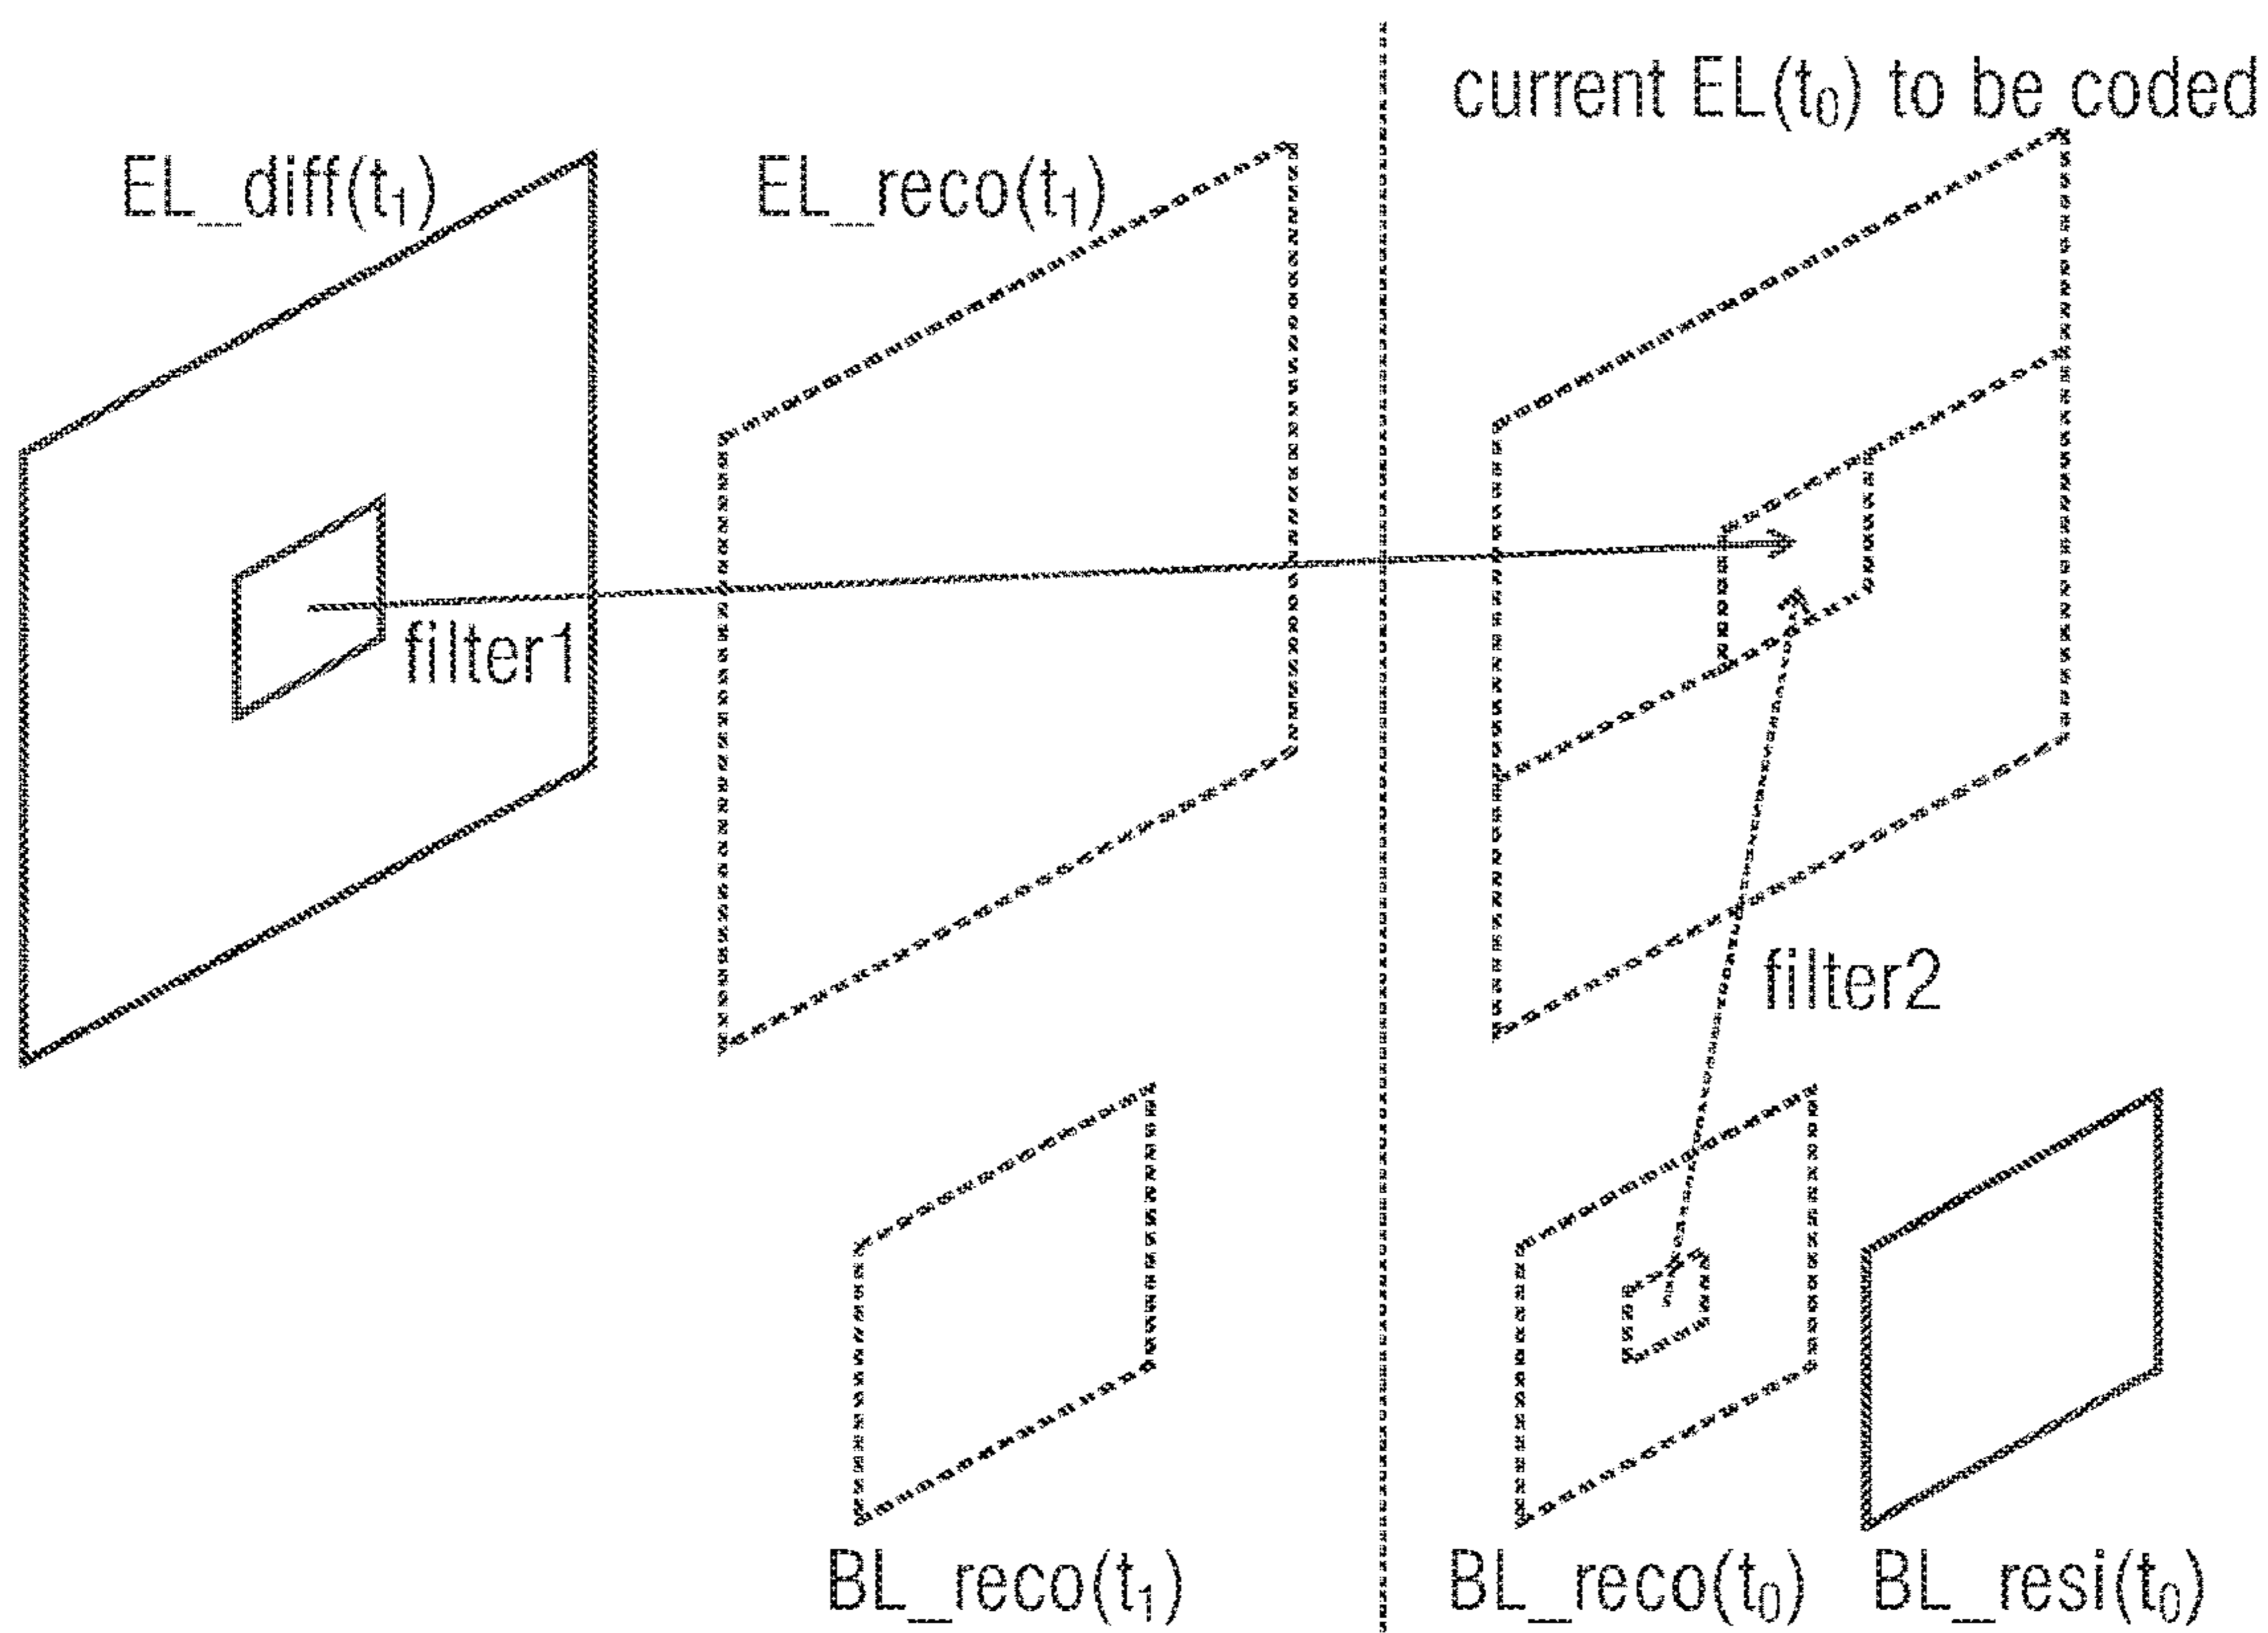 current EL(t₀) to be coded
EL_diff(t₁)
EL_reco(t₁)
filter1
filter2
BL_reco(t₁)
BL_reco(t₀)
BL_resi(t₀)